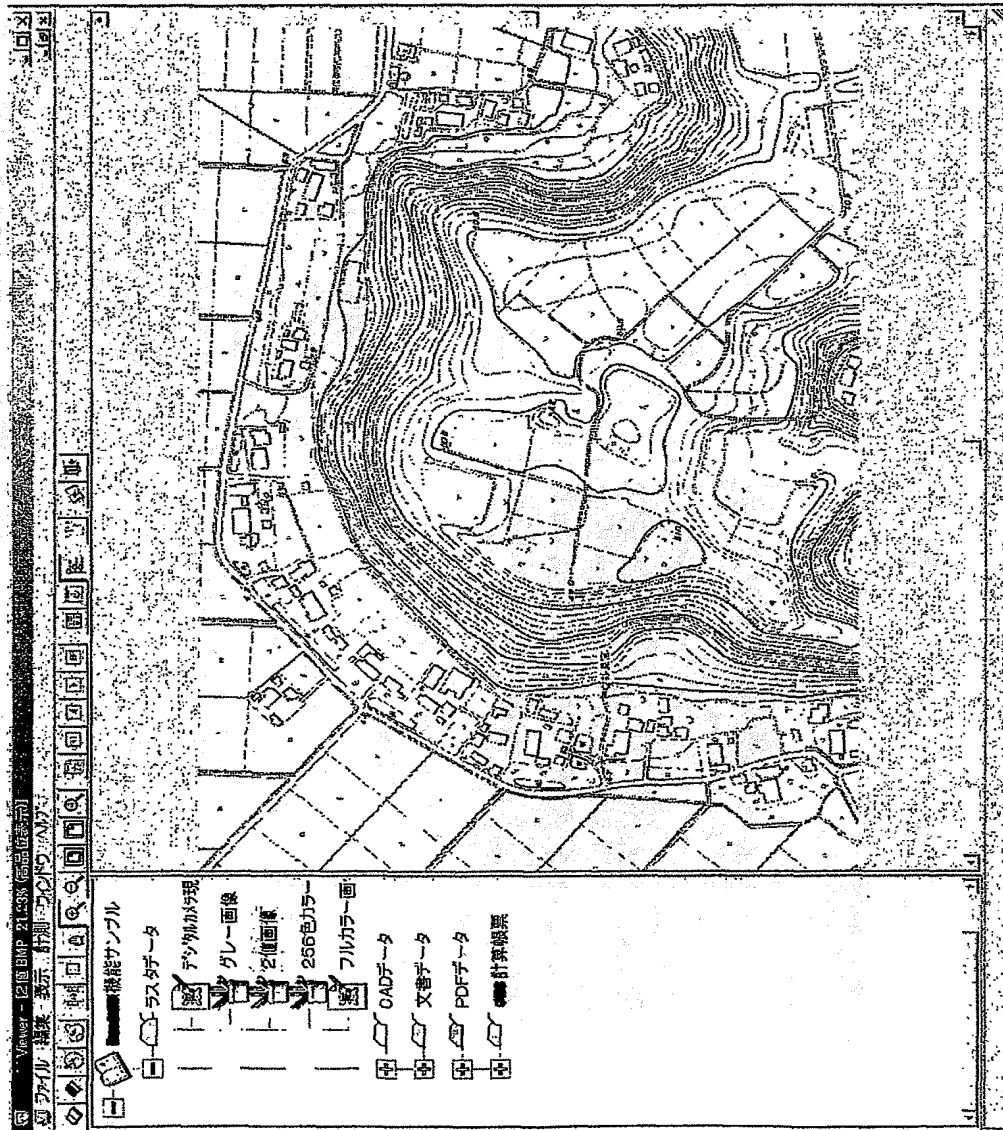 Viewer - [2値 BMP 21.93% (高品位表示)]
ファイル 編集 表示 計測 ウィンドウ ヘルプ
機能サンプル
ラスタデータ
デジタルカメラ現
グレー画像
2値画像
256色カラー
フルカラー画
CADデータ
文書データ
PDFデータ
計算帳票